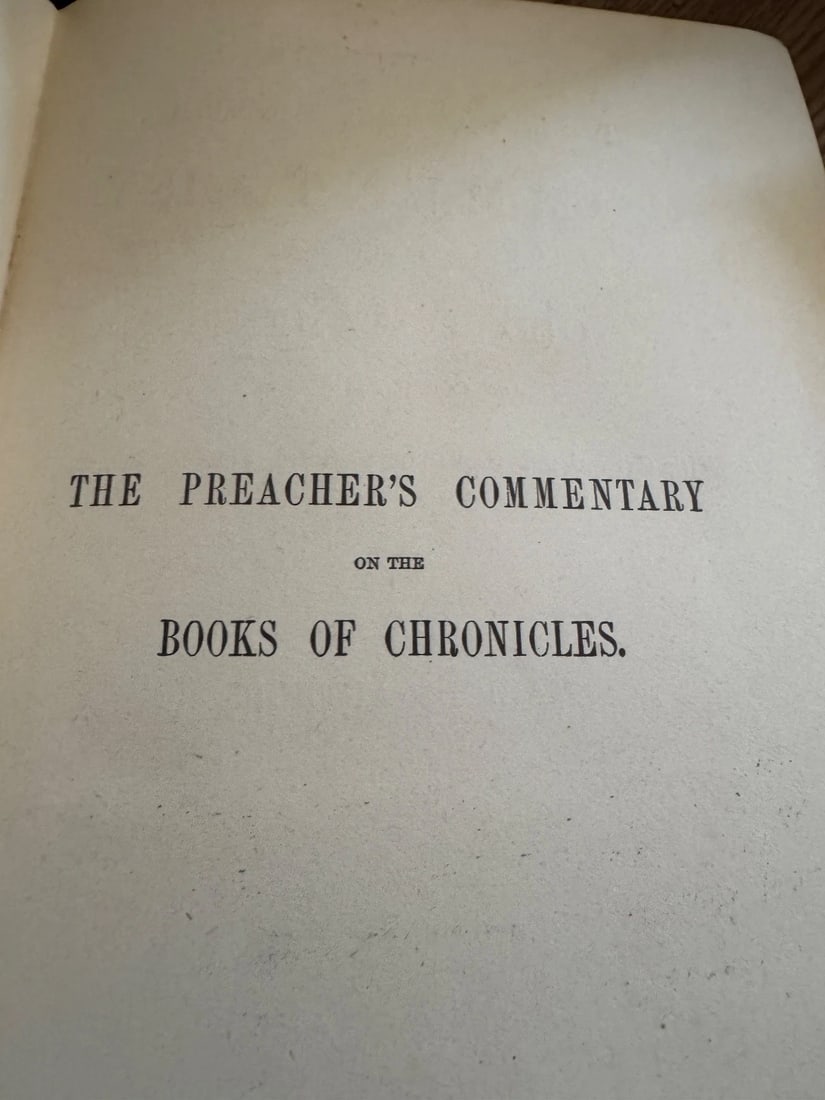 THE PREACHER'S COMMENTARY
ON THE
BOOKS OF CHRONICLES.